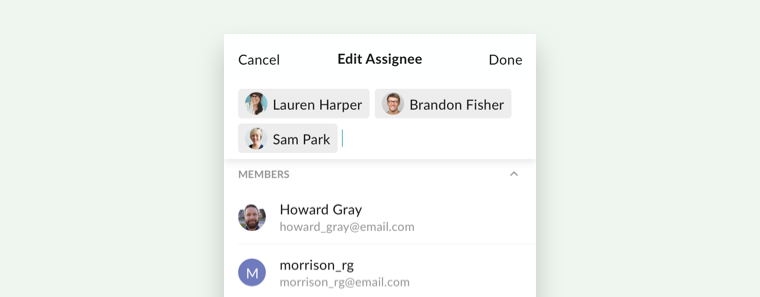 Cancel Edit Assignee Done
Lauren Harper Brandon Fisher
Sam Park
MEMBERS
Howard Gray
howard_gray@email.com
M morrison_rg
morrison_rg@email.com